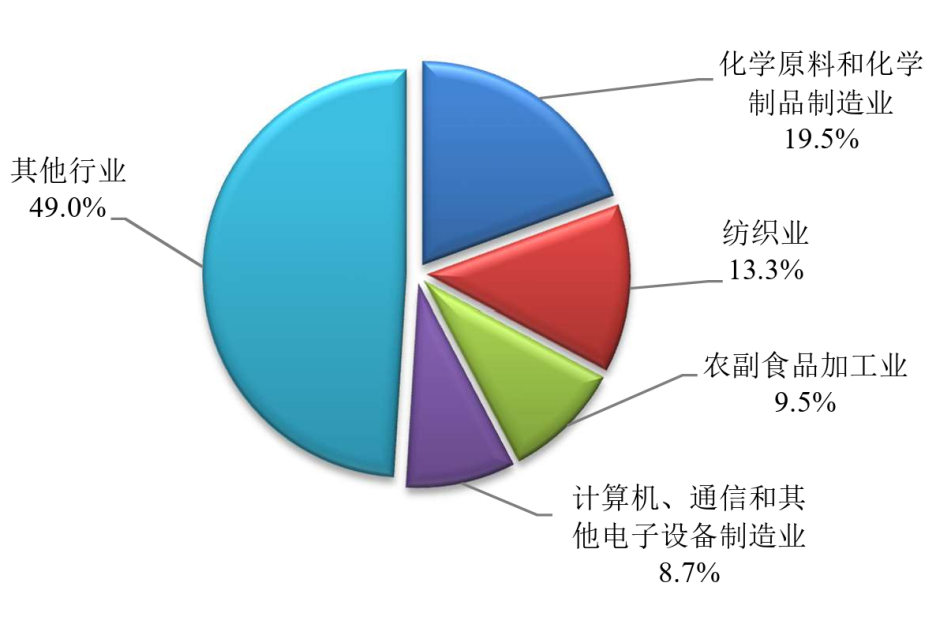 化学原料和化学
制品制造业
19.5%
其他行业
49.0%
纺织业
13.3%
农副食品加工业
9.5%
计算机、通信和其
他电子设备制造业
8.7%